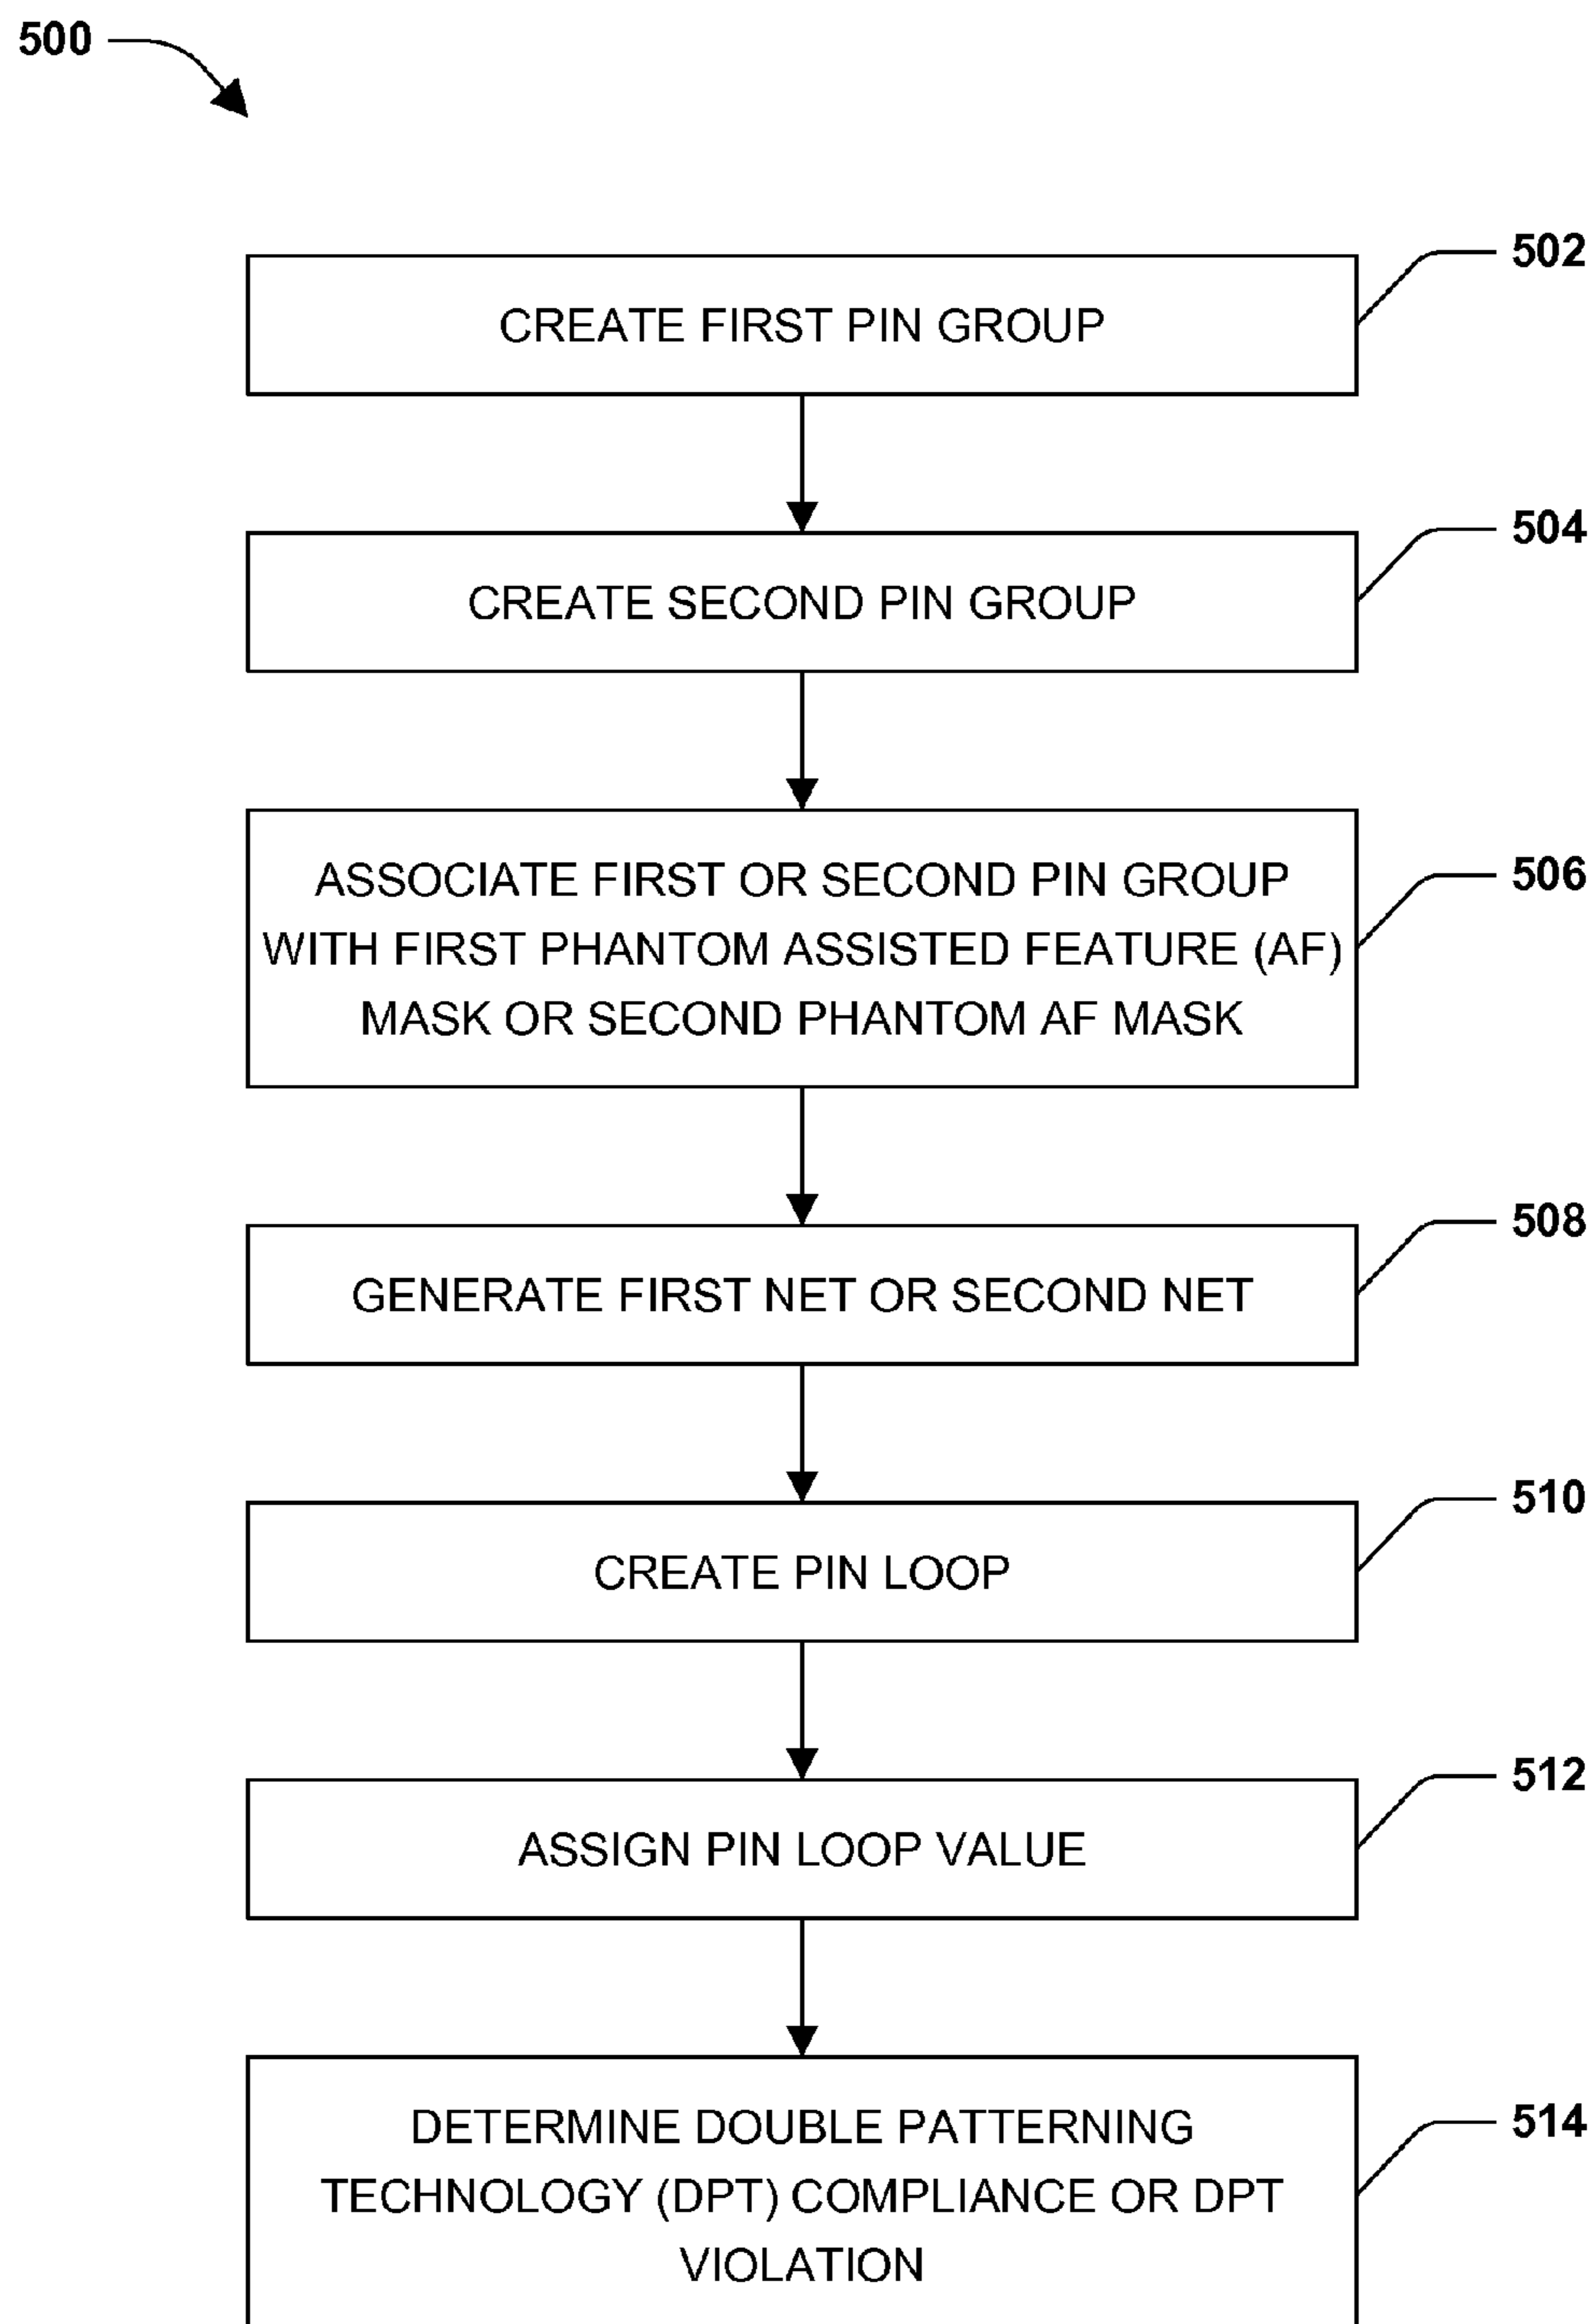 500
502
CREATE FIRST PIN GROUP
504
CREATE SECOND PIN GROUP
506
ASSOCIATE FIRST OR SECOND PIN GROUP
WITH FIRST PHANTOM ASSISTED FEATURE (AF)
MASK OR SECOND PHANTOM AF MASK
508
GENERATE FIRST NET OR SECOND NET
510
CREATE PIN LOOP
512
ASSIGN PIN LOOP VALUE
514
DETERMINE DOUBLE PATTERNING
TECHNOLOGY (DPT) COMPLIANCE OR DPT
VIOLATION